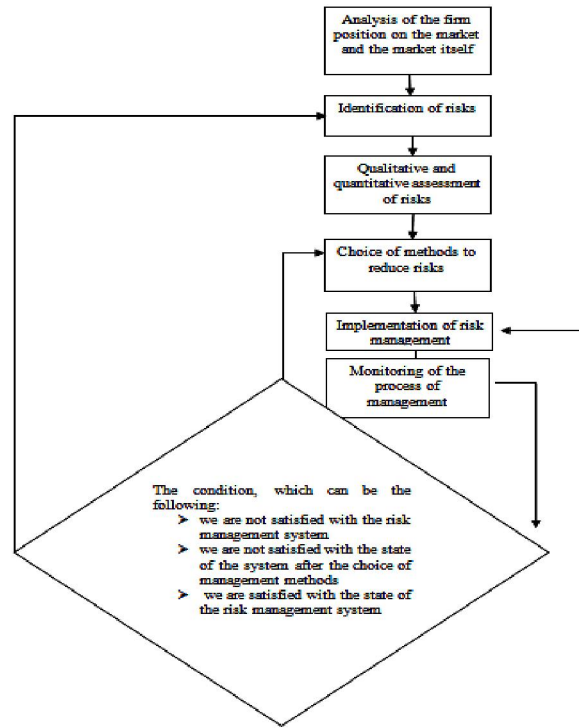 Analysis of the firm
position on the market
and the market itself
Identification of risks
Qualitative and
quantitative assessment
of risks
Choice of methods to
reduce risks
Implementation of risk
management
Monitoring of the
process of
management
The condition, which can be the
following:
➤ we are not satisfied with the risk
management system
➤ we are not satisfied with the state
of the system after the choice of
management methods
➤ we are satisfied with the state of
the risk management system